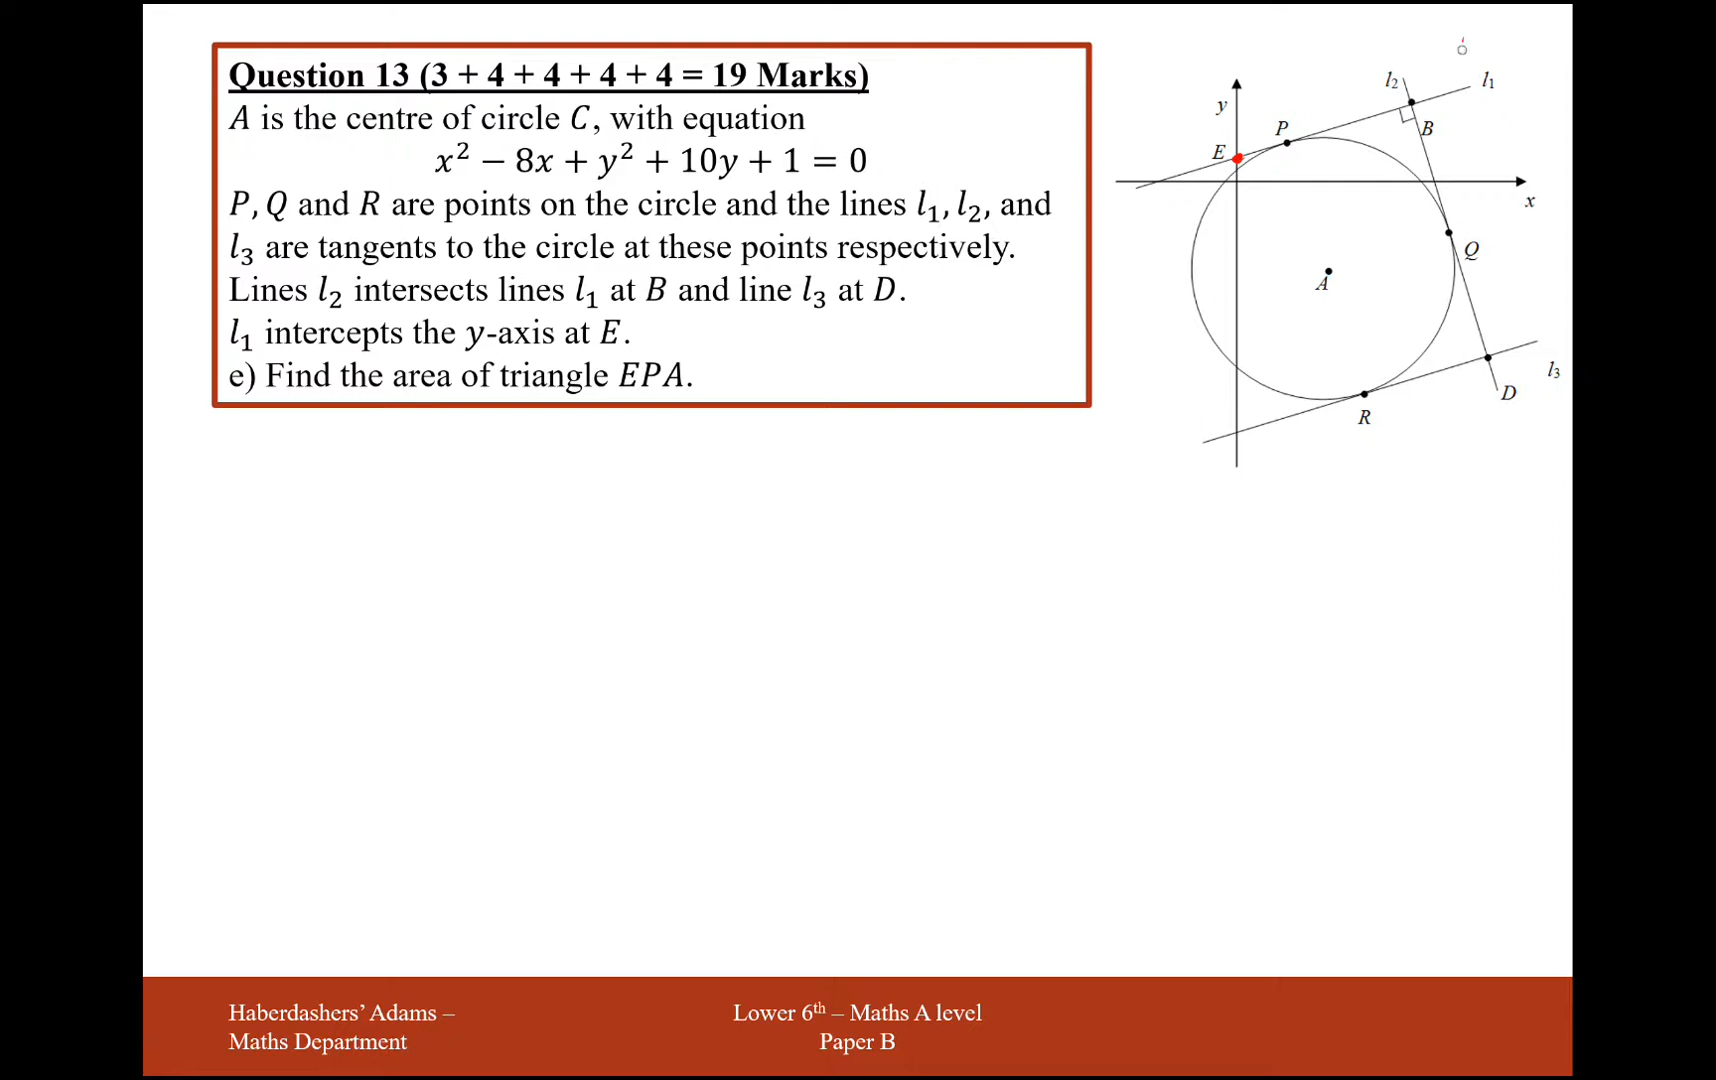 Question 13 (3 + 4 + 4 + 4 + 4 = 19 Marks)
A is the centre of circle C, with equation
x² − 8x + y² + 10y + 1 = 0
P, Q and R are points on the circle and the lines l₁, l₂, and
l₃ are tangents to the circle at these points respectively.
Lines l₂ intersects lines l₁ at B and line l₃ at D.
l₁ intercepts the y-axis at E.
e) Find the area of triangle EPA.
l₂
l₁
y
P
B
E
x
Q
A
l₃
D
R
Haberdashers’ Adams –
Maths Department
Lower 6th – Maths A level
Paper B